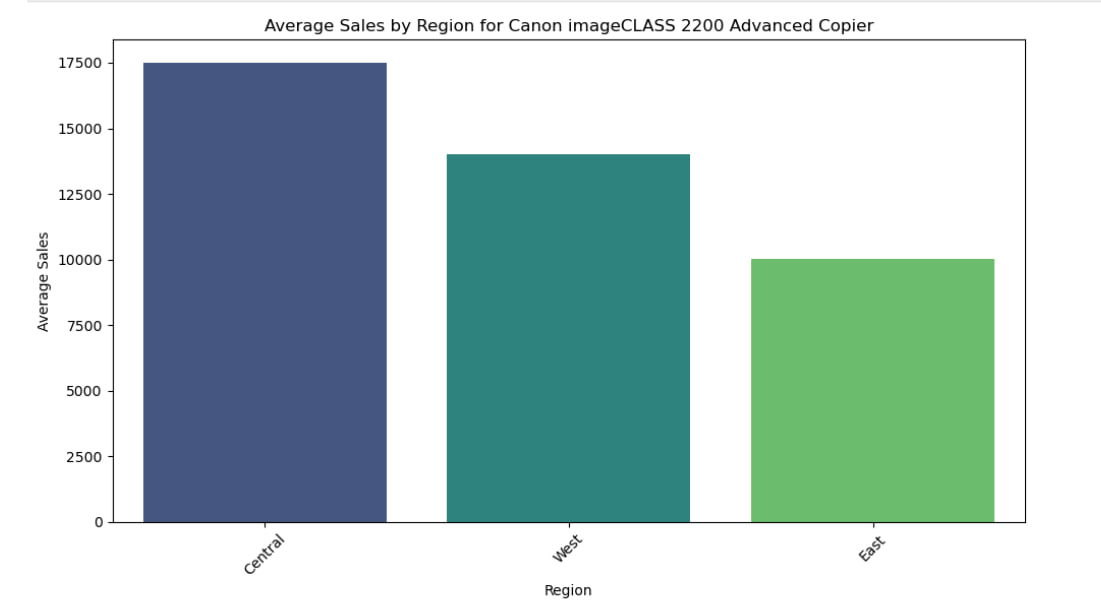 Average Sales by Region for Canon imageCLASS 2200 Advanced Copier
17500
15000
12500
10000
7500
5000
2500
0
Average Sales
Central
West
East
Region